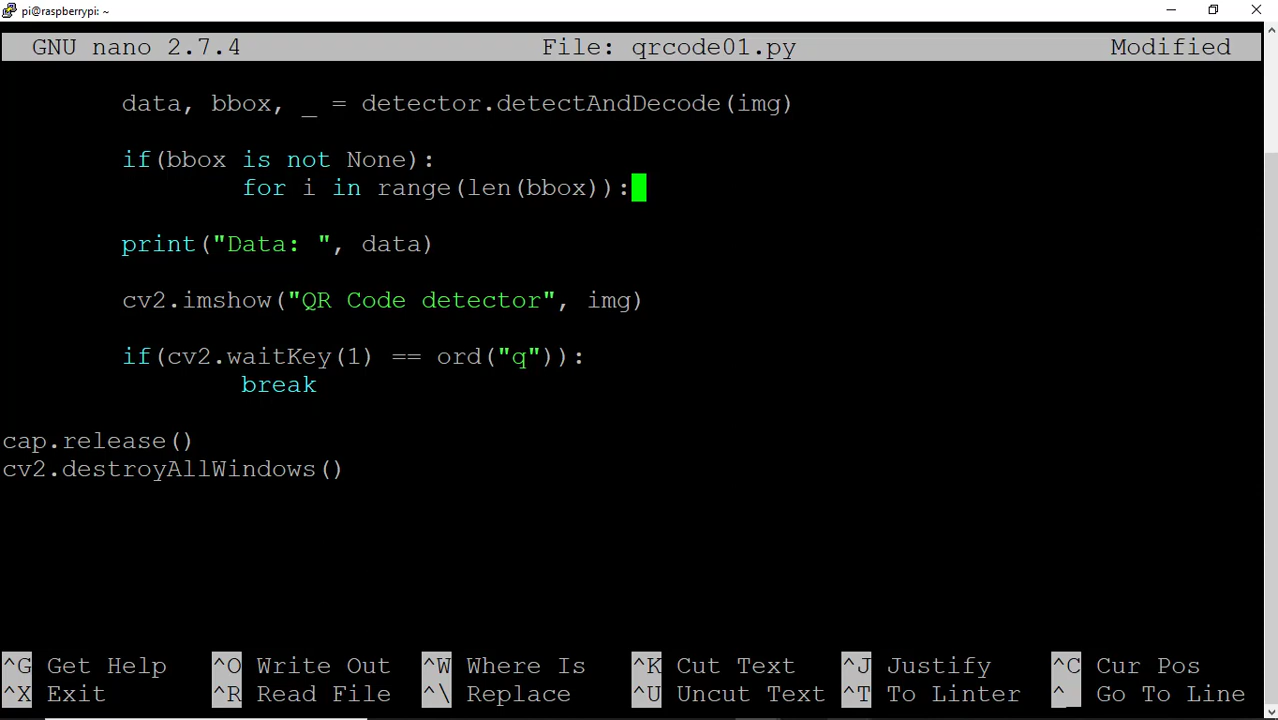 pi@raspberrypi: ~
GNU nano 2.7.4 File: qrcode01.py Modified
data, bbox, _ = detector.detectAndDecode(img)
if(bbox is not None):
for i in range(len(bbox)):
print("Data: ", data)
cv2.imshow("QR Code detector", img)
if(cv2.waitKey(1) == ord("q")):
break
cap.release()
cv2.destroyAllWindows()
^G Get Help ^O Write Out ^W Where Is ^K Cut Text ^J Justify ^C Cur Pos
^X Exit ^R Read File ^\ Replace ^U Uncut Text ^T To Linter ^ Go To Line